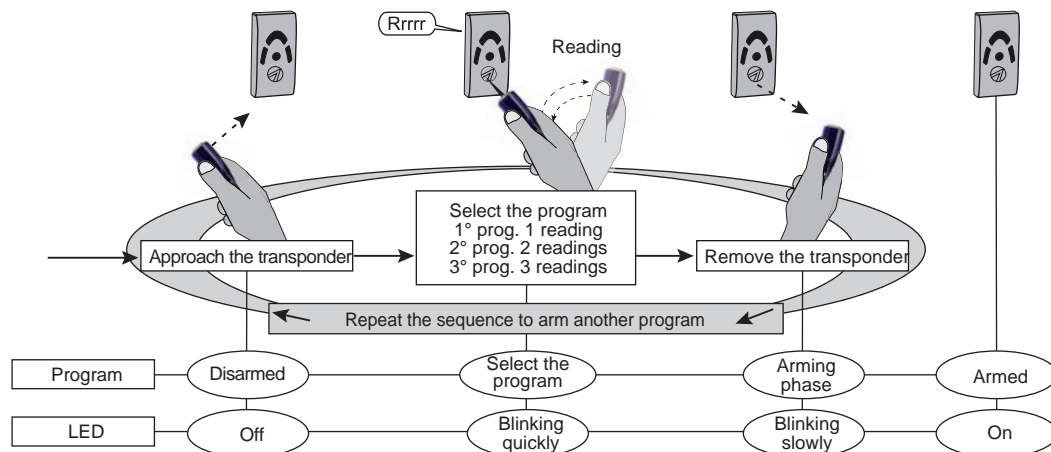 Rrrrr
Reading
Approach the transponder
Select the program
1° prog. 1 reading
2° prog. 2 readings
3° prog. 3 readings
Remove the transponder
Repeat the sequence to arm another program
Program
Disarmed
Select the
program
Arming
phase
Armed
LED
Off
Blinking
quickly
Blinking
slowly
On